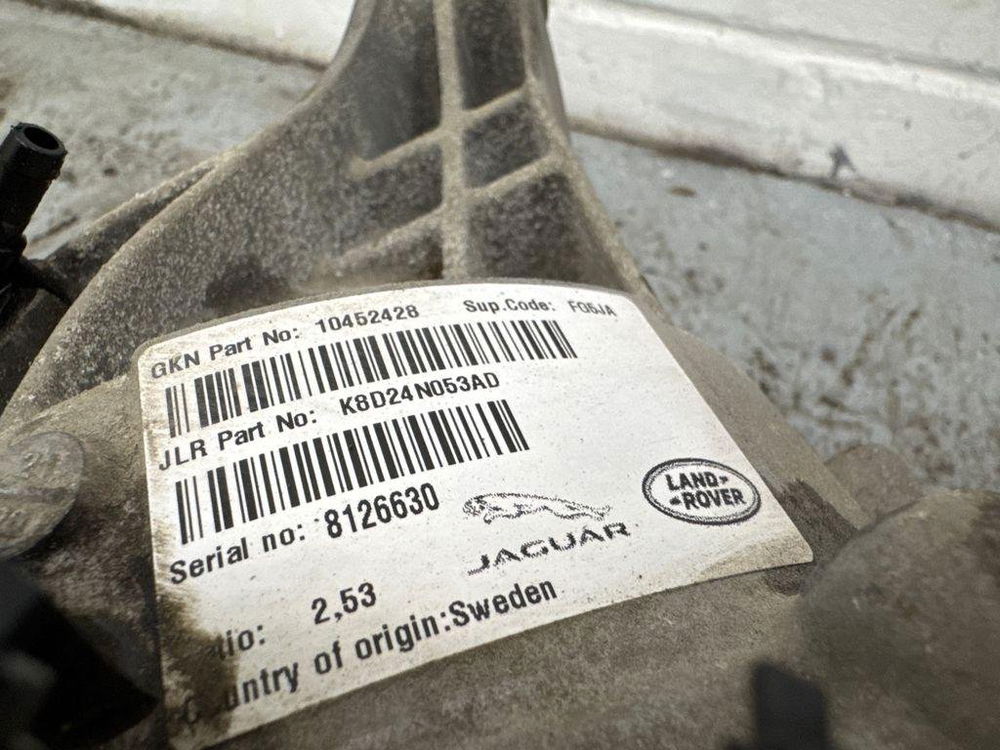 GKN Part No: 10452428 Sup.Code: F05JA
JLR Part No: K8D24N053AD
Serial no: 8126630
JAGUAR
LAND ROVER
2,53
Country of origin:Sweden